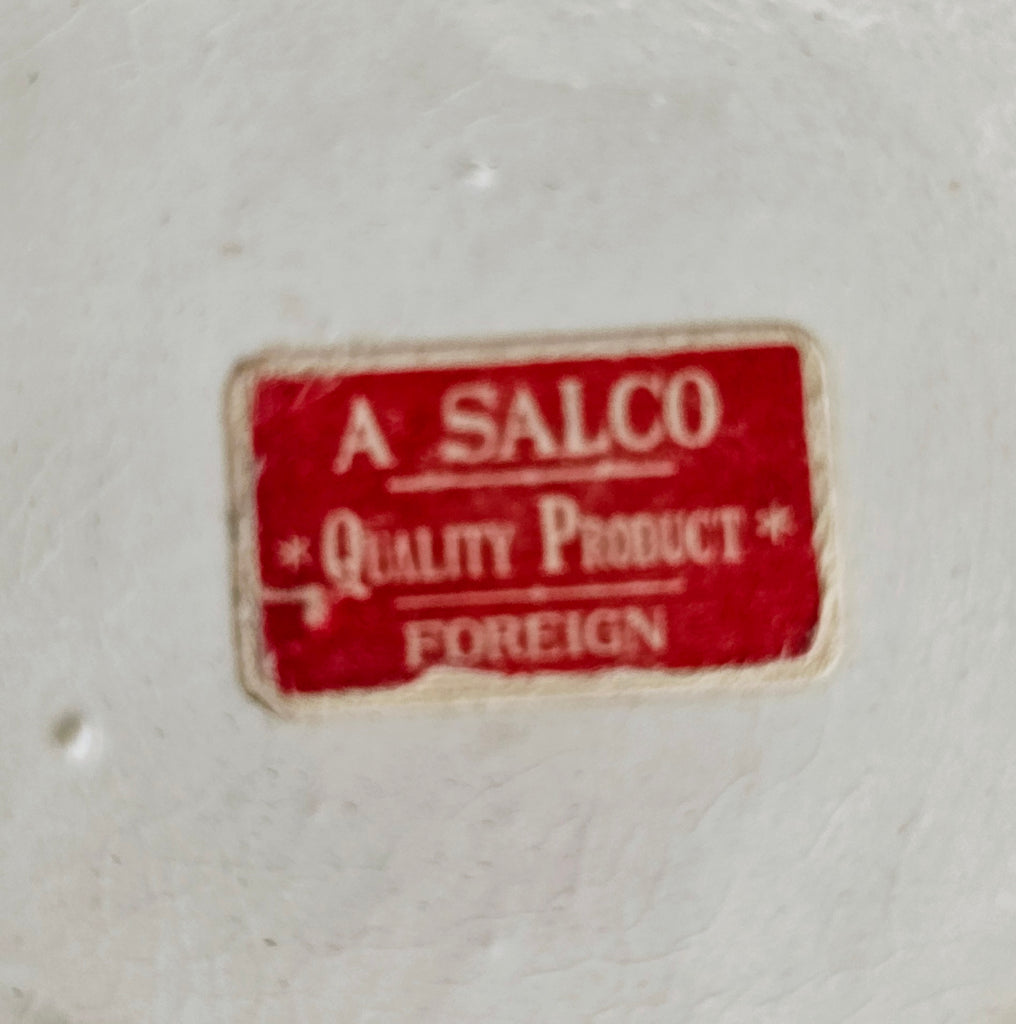 A SALCO
* QUALITY PRODUCT *
FOREIGN